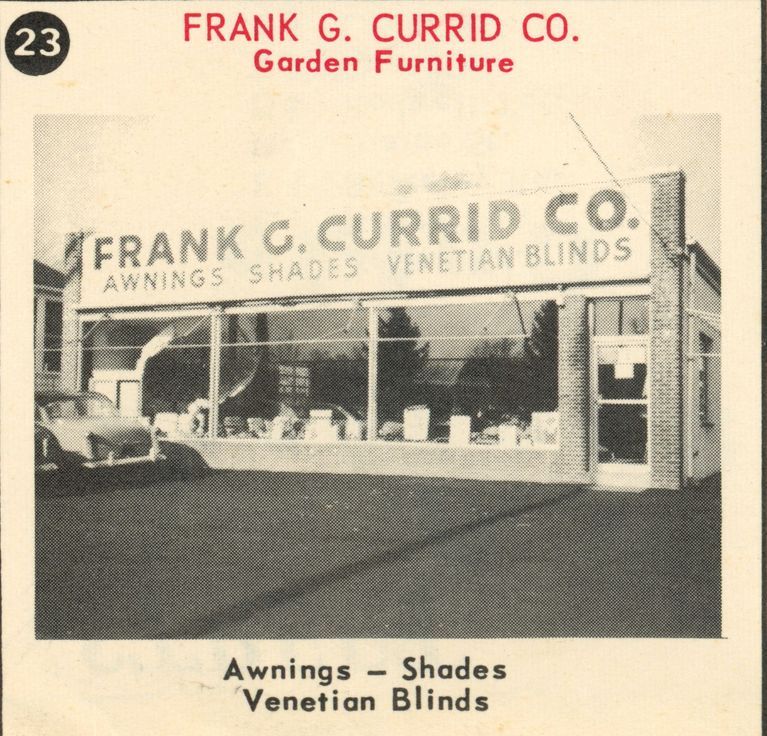 23
FRANK G. CURRID CO.
Garden Furniture
FRANK G. CURRID CO.
AWNINGS SHADES VENETIAN BLINDS
Awnings – Shades
Venetian Blinds